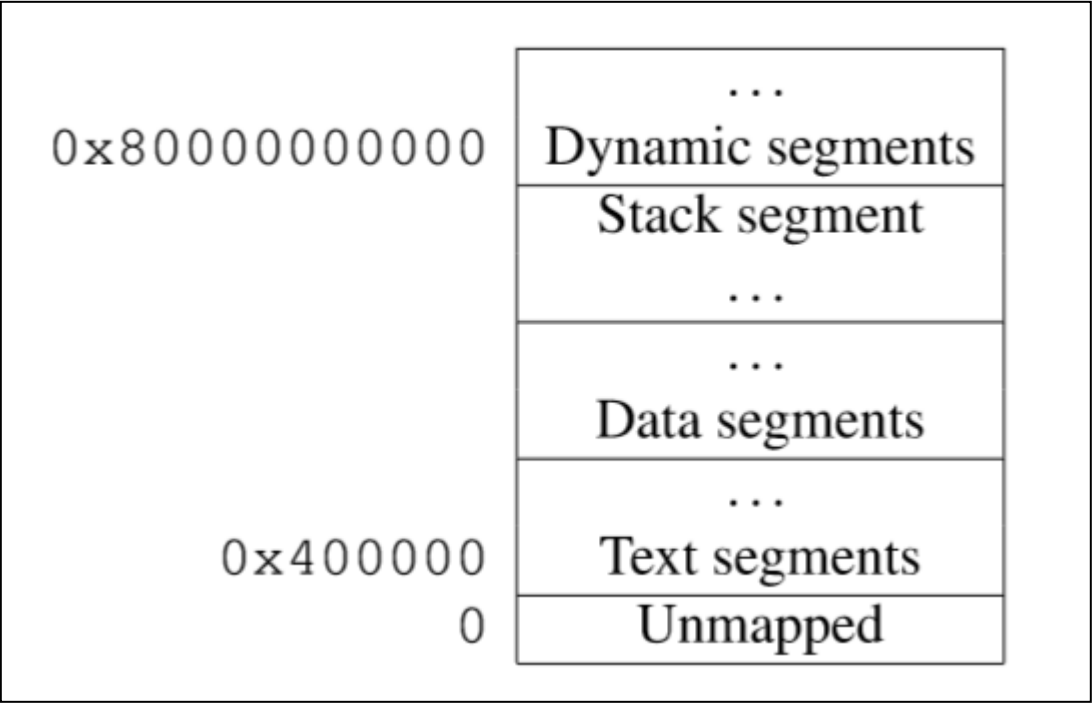 ...
0x80000000000 Dynamic segments
Stack segment
...
...
Data segments
...
0x400000 Text segments
0 Unmapped